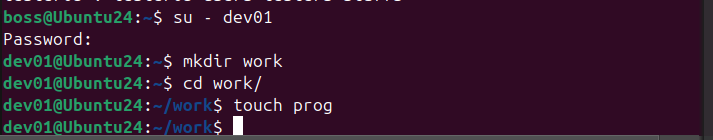 boss@Ubuntu24:~$ su - dev01
Password:
dev01@Ubuntu24:~$ mkdir work
dev01@Ubuntu24:~$ cd work/
dev01@Ubuntu24:~/work$ touch prog
dev01@Ubuntu24:~/work$